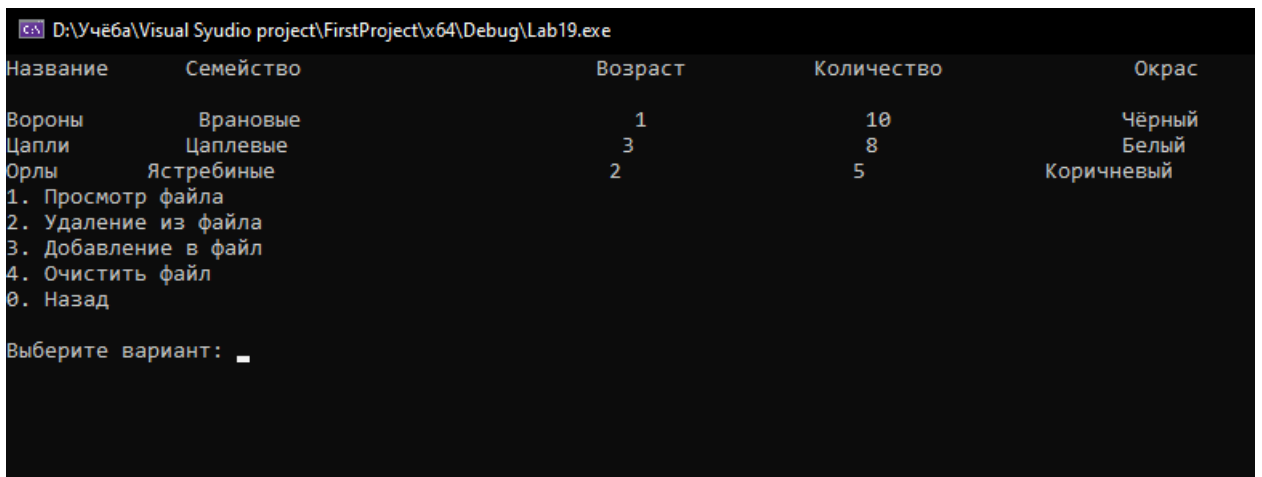 D:\Учёба\Visual Syudio project\FirstProject\x64\Debug\Lab19.exe
Название Семейство Возраст Количество Окрас
Вороны Врановые 1 10 Чёрный
Цапли Цаплевые 3 8 Белый
Орлы Ястребиные 2 5 Коричневый
1. Просмотр файла
2. Удаление из файла
3. Добавление в файл
4. Очистить файл
0. Назад
Выберите вариант: